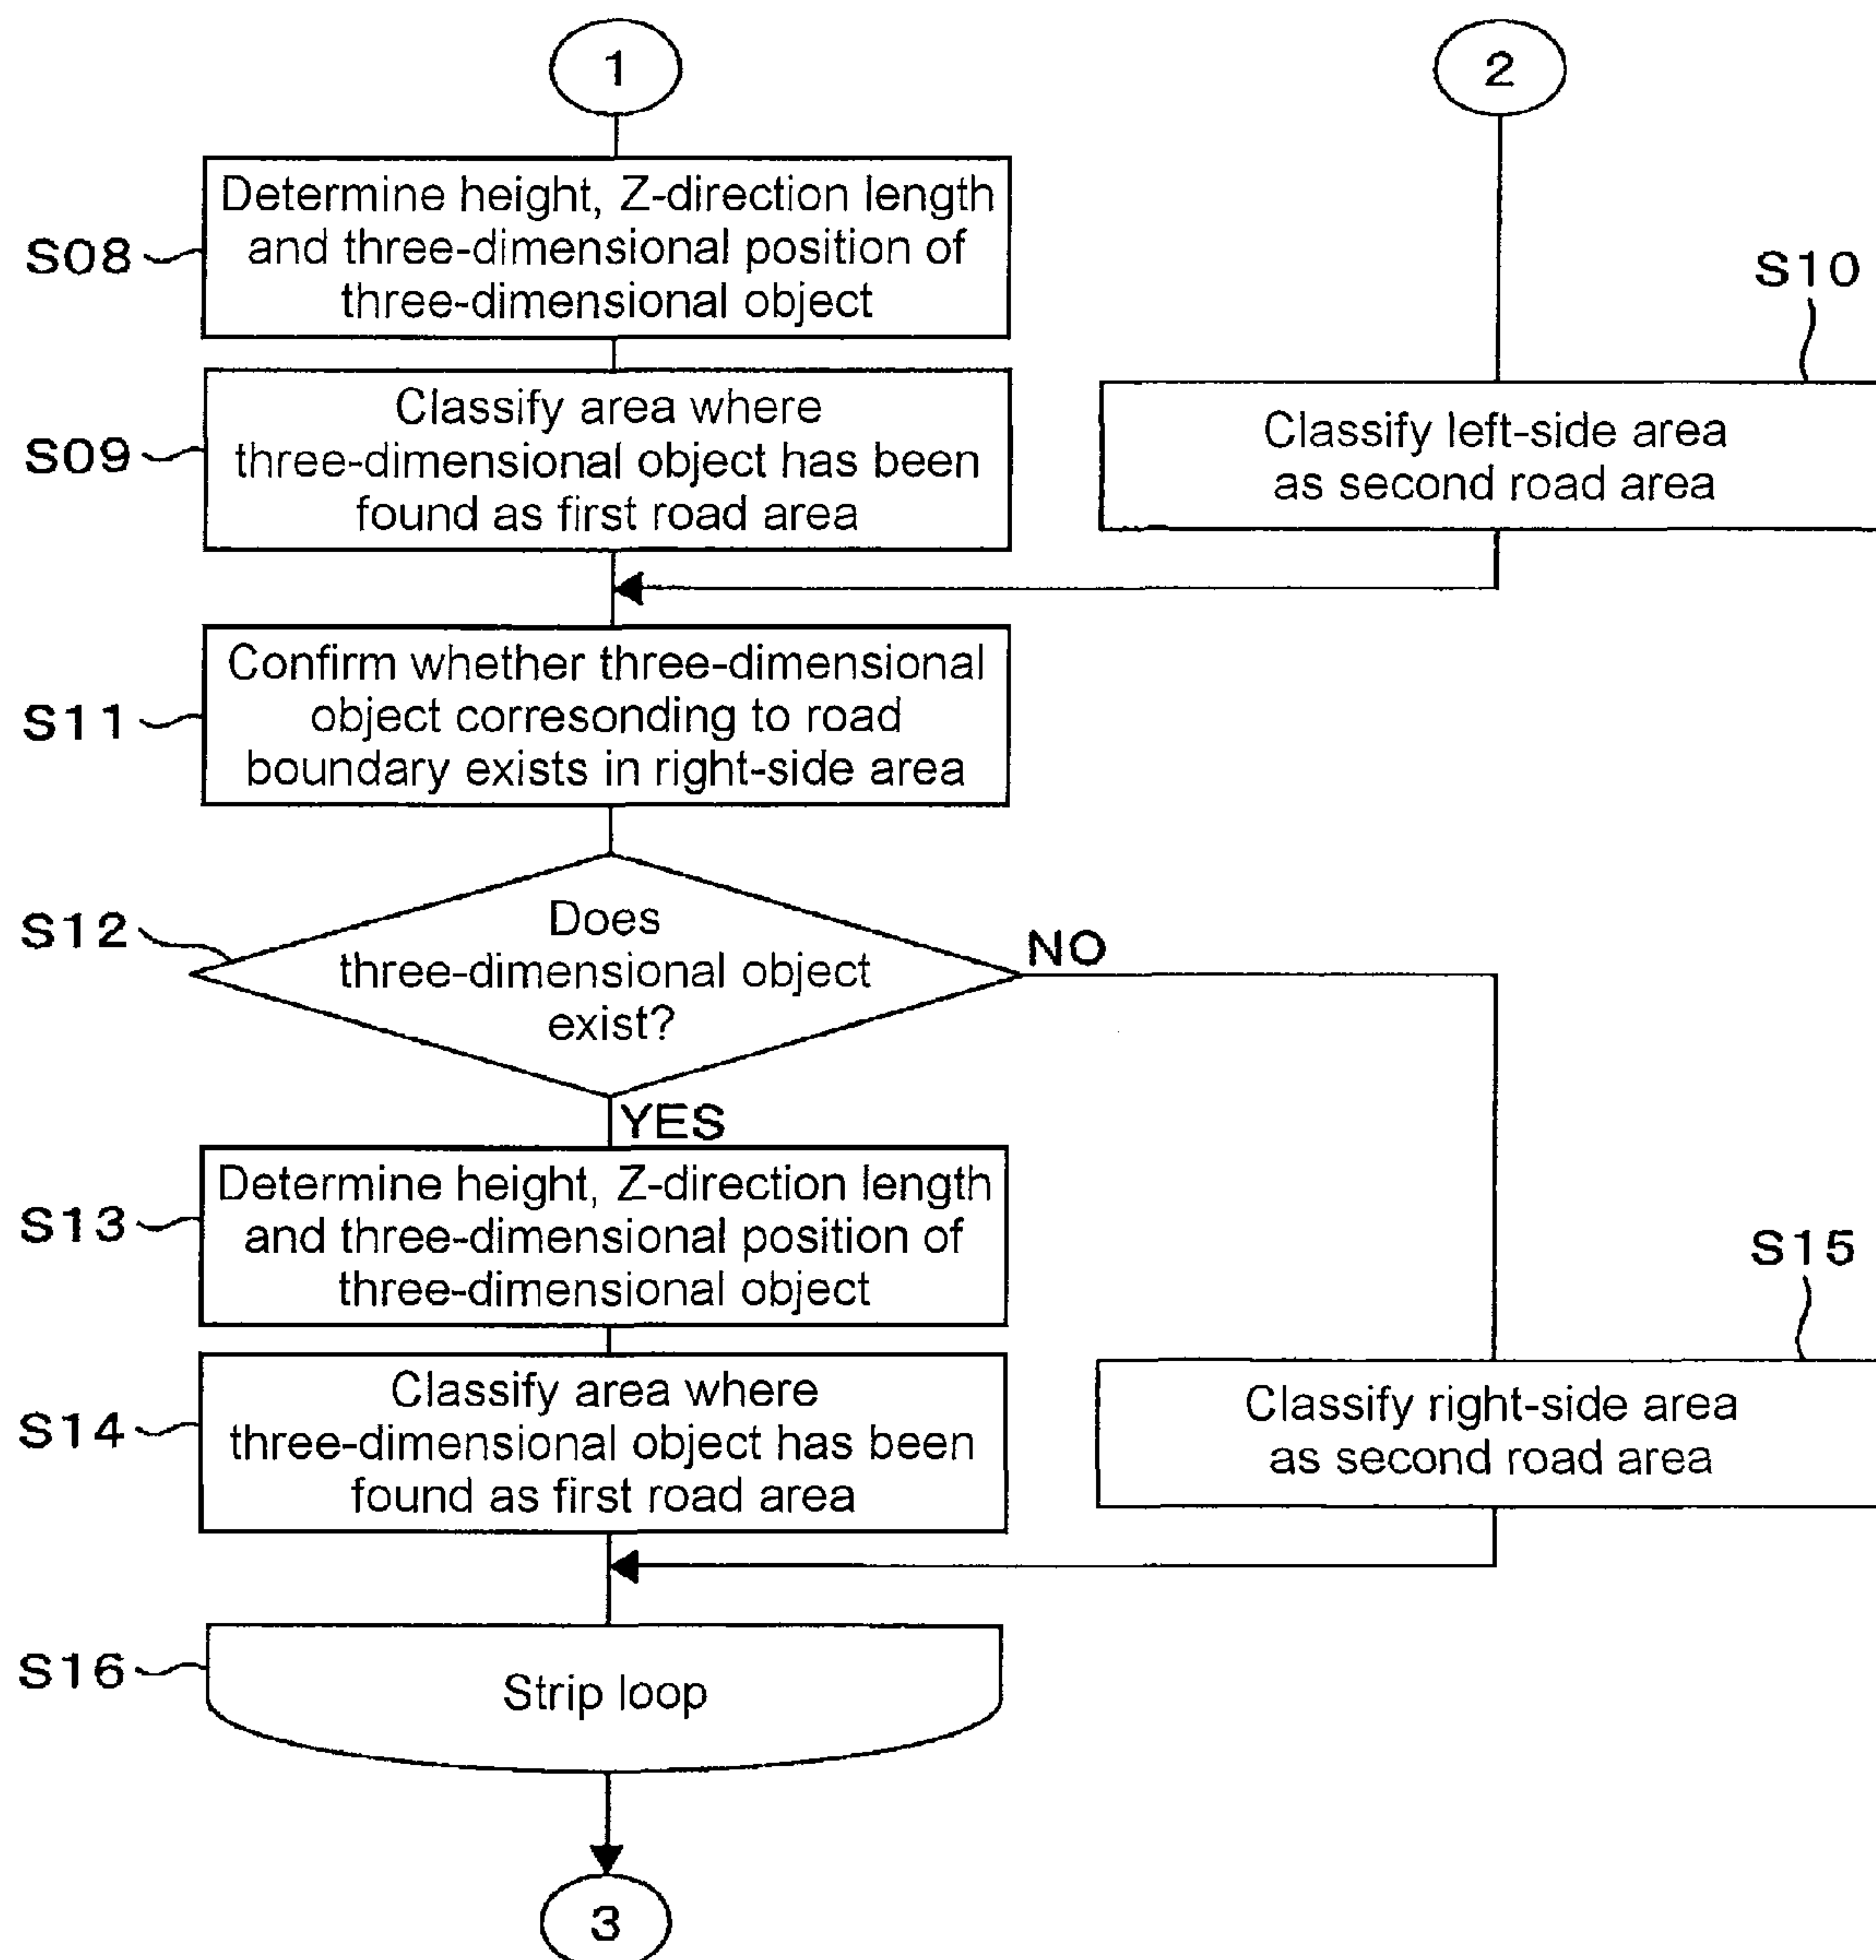 1
2
S08
Determine height, Z-direction length
and three-dimensional position of
three-dimensional object
S10
S09
Classify area where
three-dimensional object has been
found as first road area
Classify left-side area
as second road area
S11
Confirm whether three-dimensional
object corresonding to road
boundary exists in right-side area
S12
Does
three-dimensional object
exist?
NO
YES
S13
Determine height, Z-direction length
and three-dimensional position of
three-dimensional object
S15
S14
Classify area where
three-dimensional object has been
found as first road area
Classify right-side area
as second road area
S16
Strip loop
3